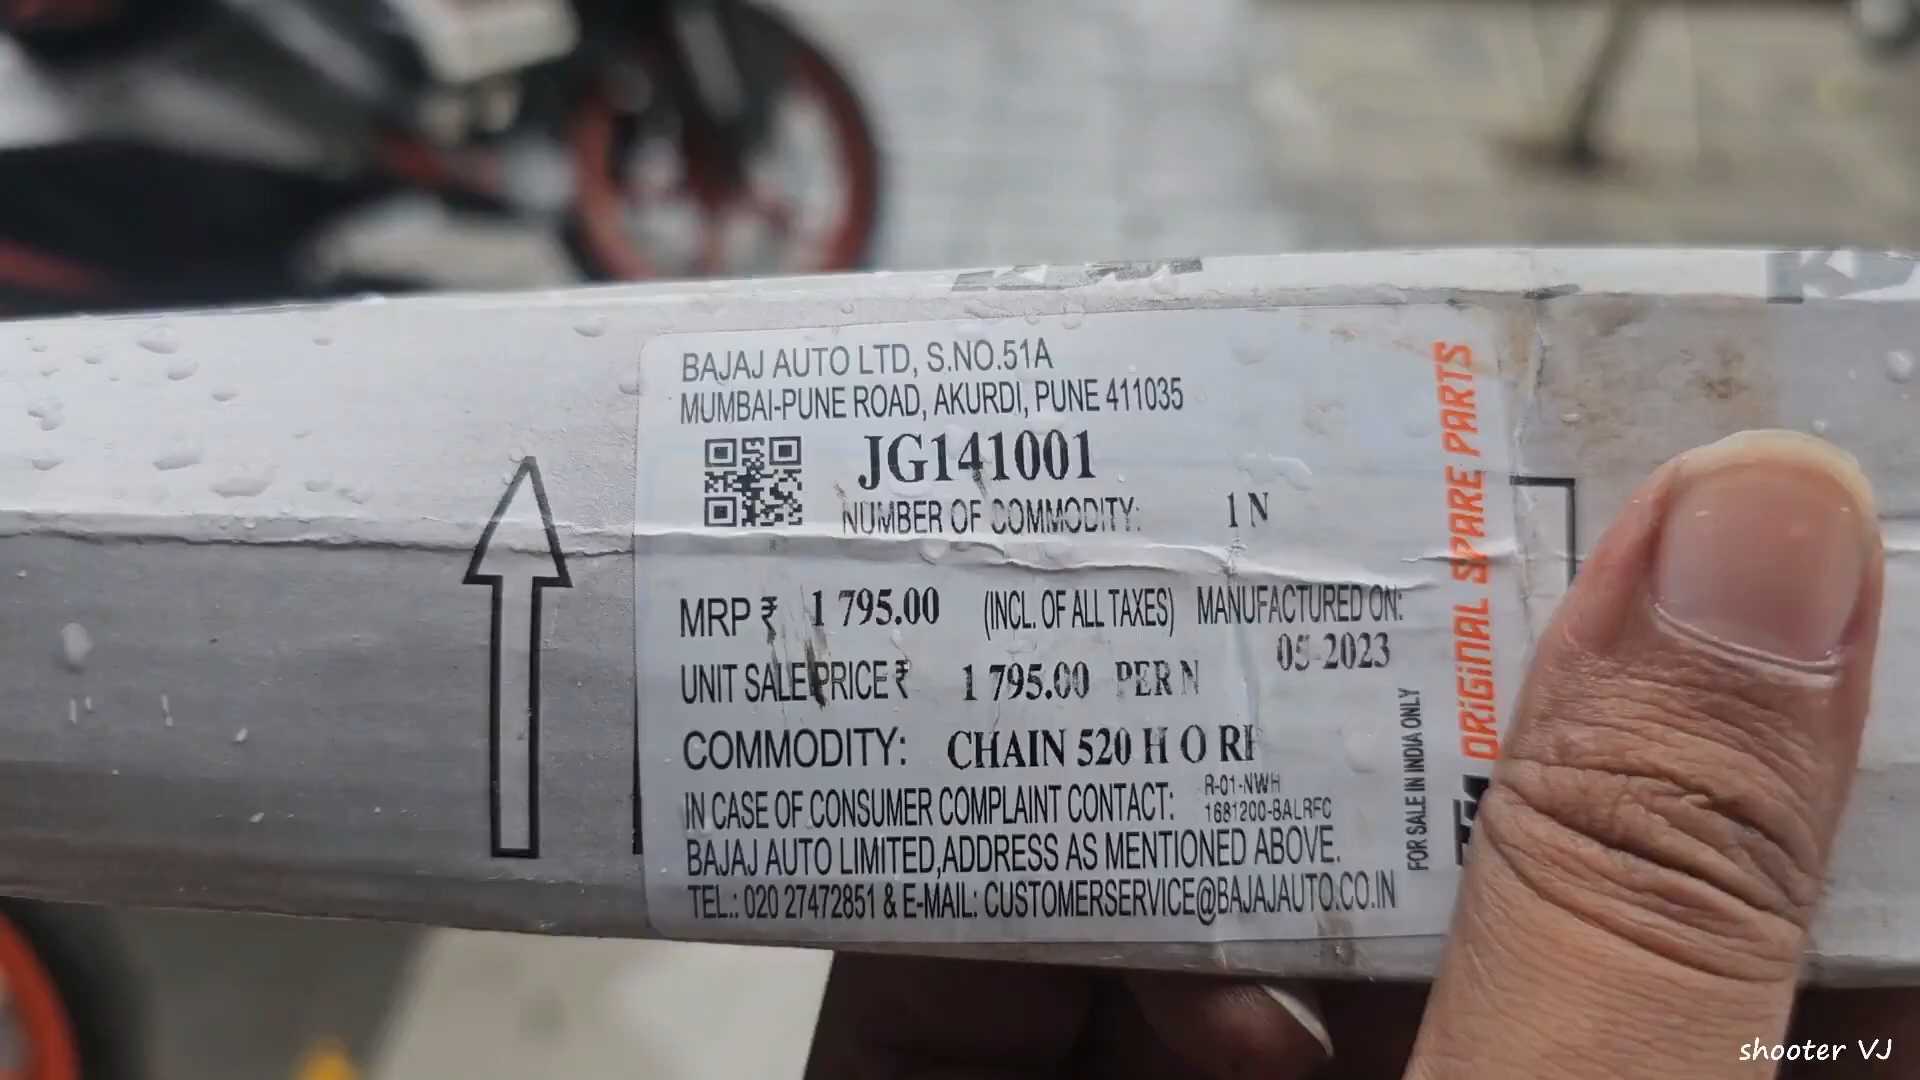 BAJAJ AUTO LTD, S.NO.51A
MUMBAI-PUNE ROAD, AKURDI, PUNE 411035
JG141001
NUMBER OF COMMODITY: 1 N
MRP ₹ 1 795.00 (INCL. OF ALL TAXES) MANUFACTURED ON:
05-2023
UNIT SALE PRICE ₹ 1 795.00 PER N
COMMODITY: CHAIN 520 H O RI
R-01-NWH
IN CASE OF CONSUMER COMPLAINT CONTACT: 1681200-BALRFC
BAJAJ AUTO LIMITED,ADDRESS AS MENTIONED ABOVE.
TEL.: 020 27472851 & E-MAIL: CUSTOMERSERVICE@BAJAJAUTO.CO.IN
FOR SALE IN INDIA ONLY
ORIGINAL SPARE PARTS
shooter VJ